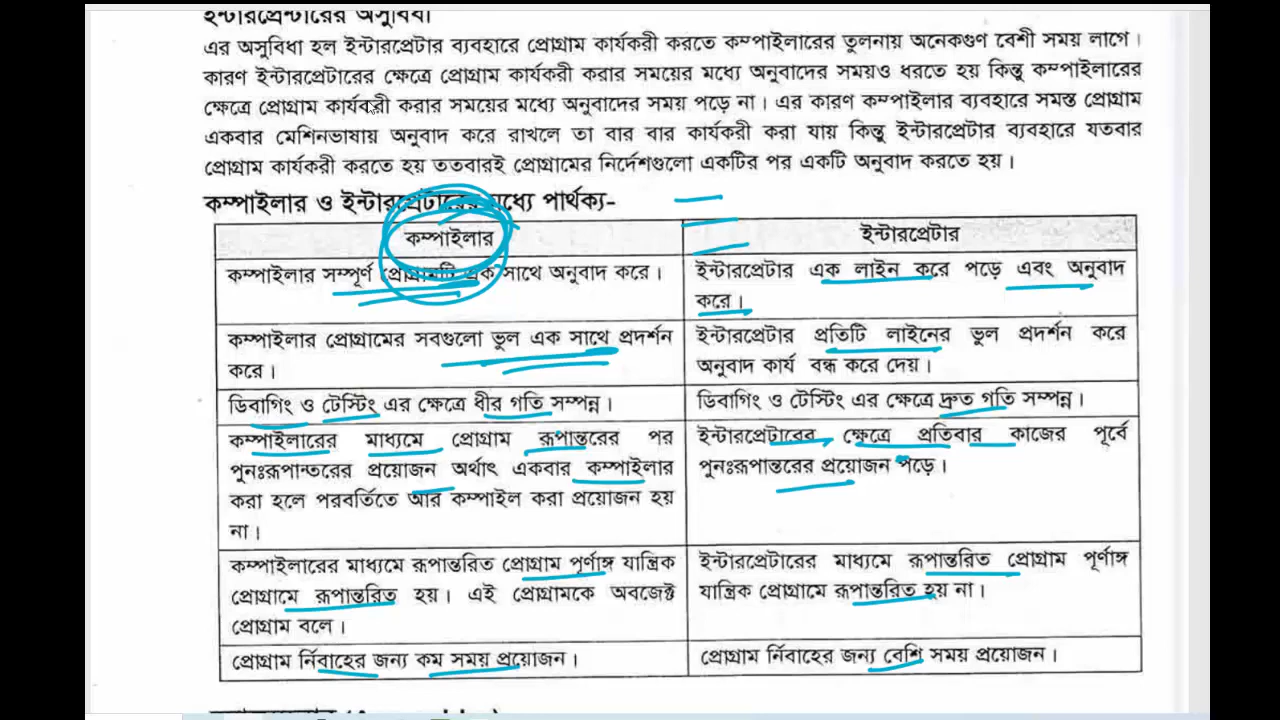 ইন্টারপ্রেন্টারের অসুবিধা
এর অসুবিধা হল ইন্টারপ্রেটার ব্যবহারে প্রোগ্রাম কার্যকরী করতে কম্পাইলারের তুলনায় অনেকগুণ বেশী সময় লাগে।
কারণ ইন্টারপ্রেটারের ক্ষেত্রে প্রোগ্রাম কার্যকরী করার সময়ের মধ্যে অনুবাদের সময়ও ধরতে হয় কিন্তু কম্পাইলারের
ক্ষেত্রে প্রোগ্রাম কার্যকরী করার সময়ের মধ্যে অনুবাদের সময় পড়ে না। এর কারণ কম্পাইলার ব্যবহারে সমস্ত প্রোগ্রাম
একবার মেশিনভাষায় অনুবাদ করে রাখলে তা বার বার কার্যকরী করা যায় কিন্তু ইন্টারপ্রেটার ব্যবহারে যতবার
প্রোগ্রাম কার্যকরী করতে হয় ততবারই প্রোগ্রামের নির্দেশগুলো একটির পর একটি অনুবাদ করতে হয়।
কম্পাইলার ও ইন্টারপ্রেটারের মধ্যে পার্থক্য-
কম্পাইলার
ইন্টারপ্রেটার
কম্পাইলার সম্পূর্ণ প্রোগ্রামটি এক সাথে অনুবাদ করে।
ইন্টারপ্রেটার এক লাইন করে পড়ে এবং অনুবাদ
করে।
কম্পাইলার প্রোগ্রামের সবগুলো ভুল এক সাথে প্রদর্শন
করে।
ইন্টারপ্রেটার প্রতিটি লাইনের ভুল প্রদর্শন করে
অনুবাদ কার্য বন্ধ করে দেয়।
ডিবাগিং ও টেস্টিং এর ক্ষেত্রে ধীর গতি সম্পন্ন।
ডিবাগিং ও টেস্টিং এর ক্ষেত্রে দ্রুত গতি সম্পন্ন।
কম্পাইলারের মাধ্যমে প্রোগ্রাম রূপান্তরের পর
পুনঃরূপান্তরের প্রয়োজন অর্থাৎ একবার কম্পাইলার
করা হলে পরবর্তিতে আর কম্পাইল করা প্রয়োজন হয়
না।
ইন্টারপ্রেটারের ক্ষেত্রে প্রতিবার কাজের পূর্বে
পুনঃরূপান্তরের প্রয়োজন পড়ে।
কম্পাইলারের মাধ্যমে রূপান্তরিত প্রোগ্রাম পূর্ণাঙ্গ যান্ত্রিক
প্রোগ্রামে রূপান্তরিত হয়। এই প্রোগ্রামকে অবজেক্ট
প্রোগ্রাম বলে।
ইন্টারপ্রেটারের মাধ্যমে রূপান্তরিত প্রোগ্রাম পূর্ণাঙ্গ
যান্ত্রিক প্রোগ্রামে রূপান্তরিত হয় না।
প্রোগ্রাম র্নিবাহের জন্য কম সময় প্রয়োজন।
প্রোগ্রাম র্নিবাহের জন্য বেশি সময় প্রয়োজন।